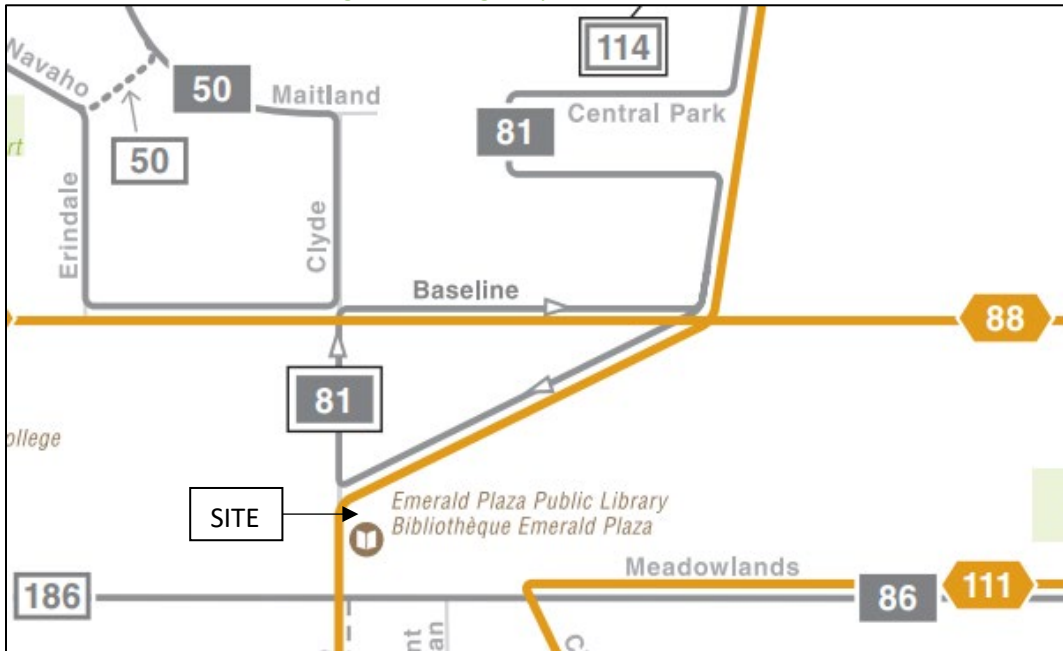 114
Navaho
50
Maitland
Central Park
81
50
Erindale
Clyde
Baseline
88
81
ollege
Emerald Plaza Public Library
Bibliothèque Emerald Plaza
SITE
Meadowlands
186
86
111